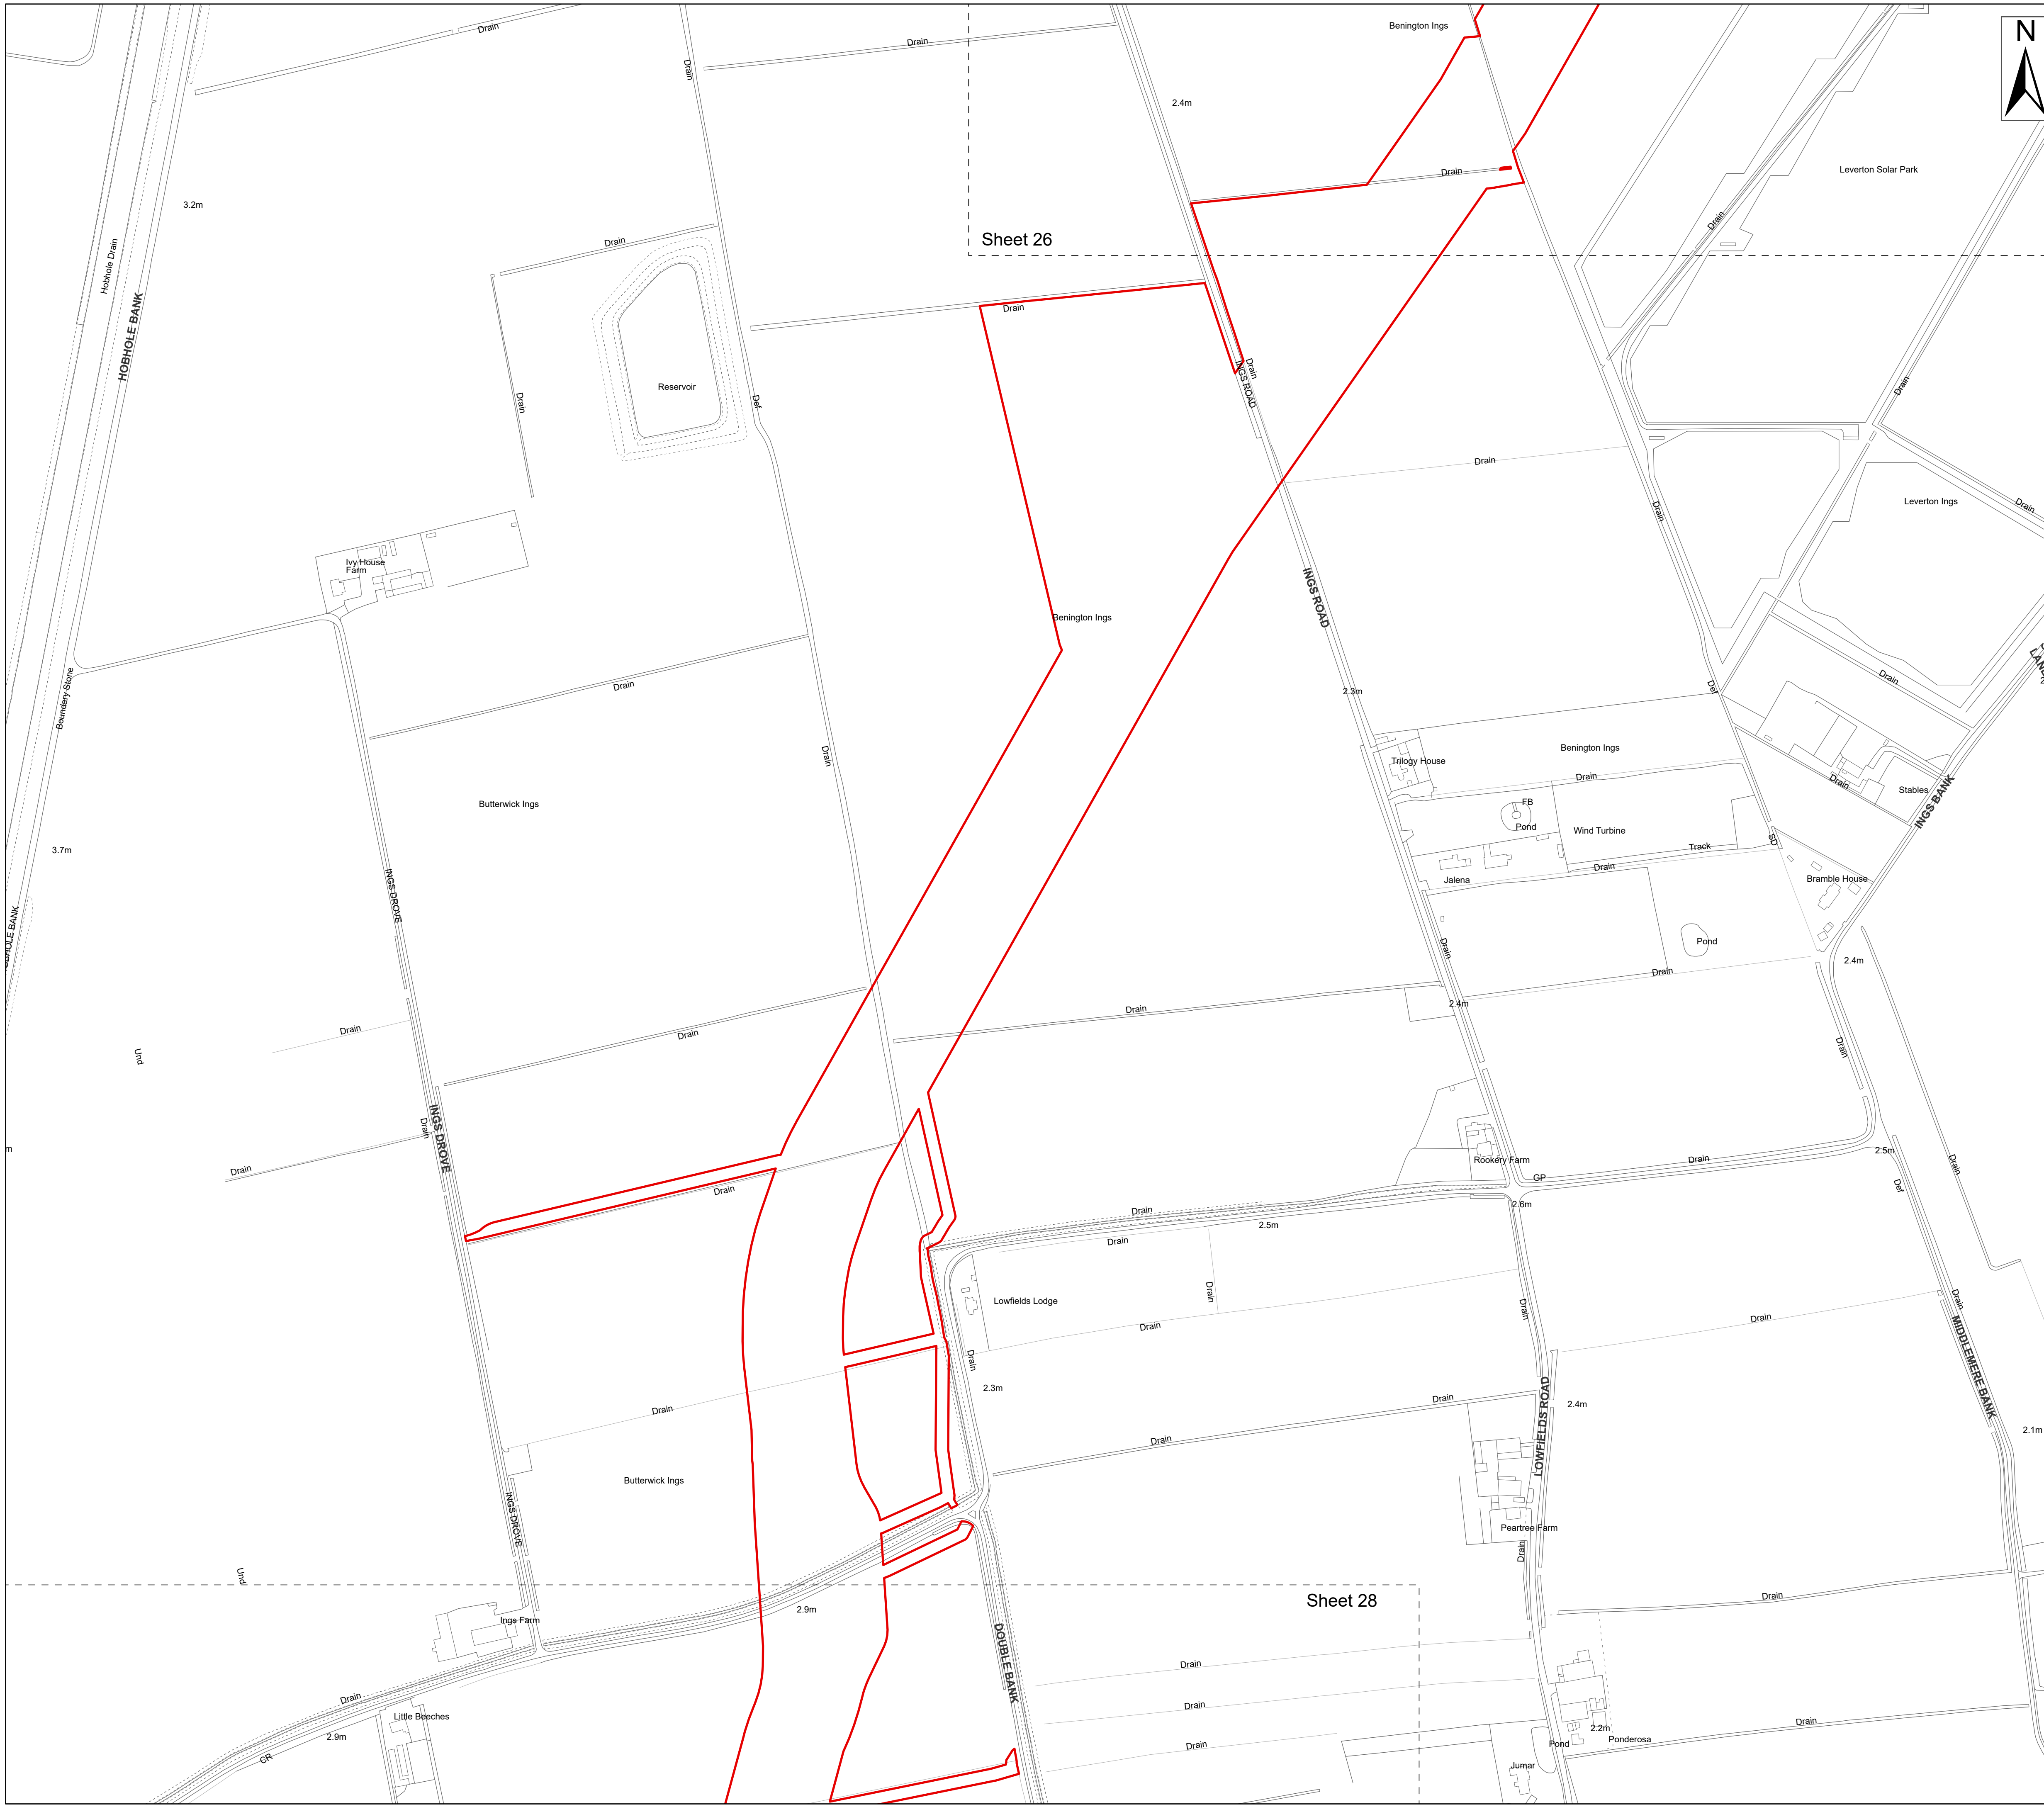 Drain
Drain
Benington Ings
N
Drain
2.4m
Leverton Solar Park
Drain
3.2m
Drain
Sheet 26
Drain
Hobhole Drain
Drain
HOBHOLE BANK
Drain
Reservoir
Def
Drain
INGS ROAD
Drain
Drain
Drain
Leverton Ings
Drain
Drain
Ivy House
Farm
INGS ROAD
Benington Ings
Boundary Stone
Drain
2.3m
Def
Drain
Drain
Trilogy House
Benington Ings
Drain
Drain
Stables
INGS BANK
Butterwick Ings
FB
Pond
Wind Turbine
SD
Track
3.7m
Drain
Jalena
Bramble House
INGS DROVE
Drain
Pond
2.4m
Drain
2.4m
Drain
Drain
Drain
Drain
Und
INGS DROVE
Drain
Drain
m
Rookery Farm
GP
Drain
2.5m
Drain
Def
Drain
2.6m
Drain
2.5m
Drain
Lowfields Lodge
Drain
Drain
Drain
Drain
Drain
Drain
MIDDLEMERE BANK
2.3m
Drain
Drain
LOWFIELDS ROAD
2.4m
Drain
2.1m
Butterwick Ings
INGS DROVE
Peartree Farm
Drain
Und
Drain
Sheet 28
2.9m
Ings Farm
DOUBLE BANK
Drain
Drain
Drain
Little Beeches
2.9m
CR
Drain
2.2m
Ponderosa
Pond
Drain
Jumar